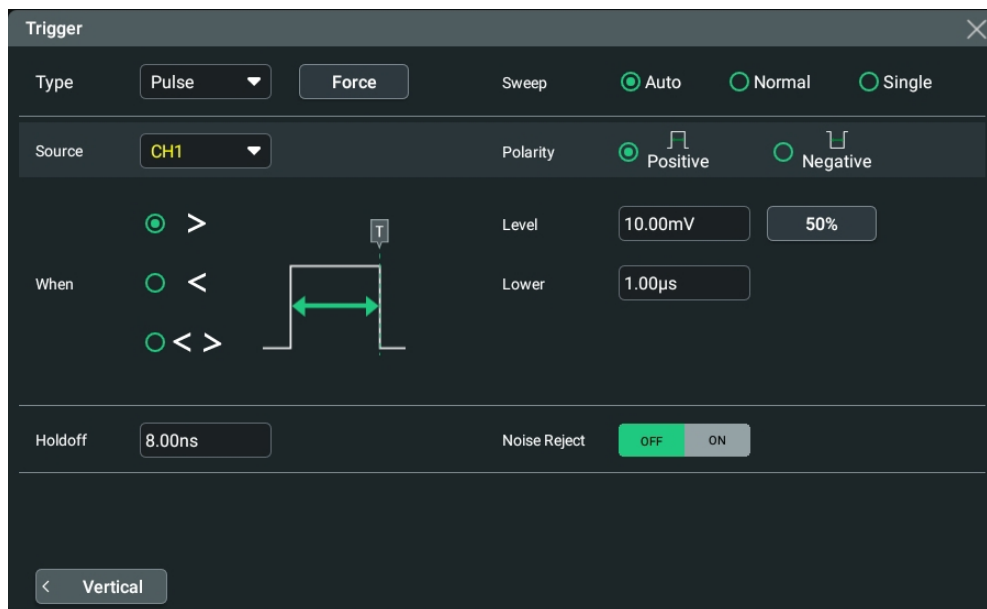 Trigger
Type Pulse Force Sweep Auto Normal Single
Source CH1 Polarity Positive Negative
> T Level 10.00mV 50%
When < Lower 1.00µs
< >
Holdoff 8.00ns Noise Reject OFF ON
< Vertical